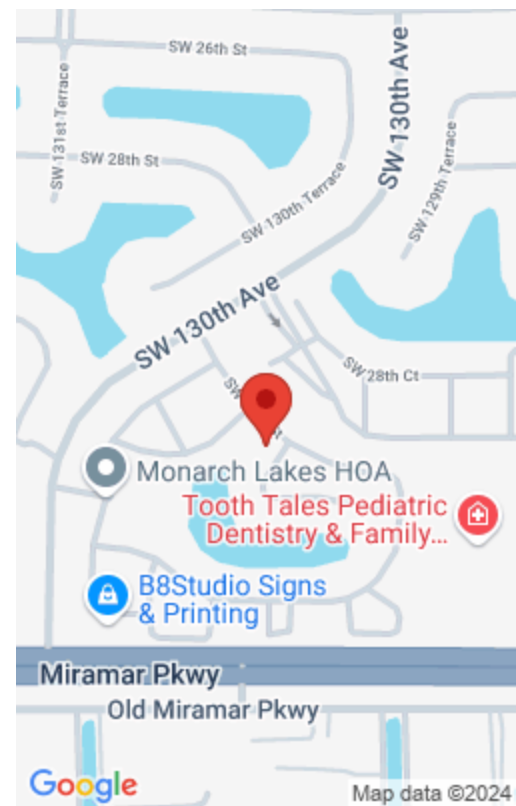 SW 26th St
SW 131st Terrace
SW 130th Ave
SW 28th St
SW 129th Terrace
SW 130th Terrace
SW 130th Ave
SW 28th Ct
SW
Monarch Lakes HOA
Tooth Tales Pediatric
Dentistry & Family...
B8Studio Signs
& Printing
Miramar Pkwy
Old Miramar Pkwy
Google
Map data ©2024